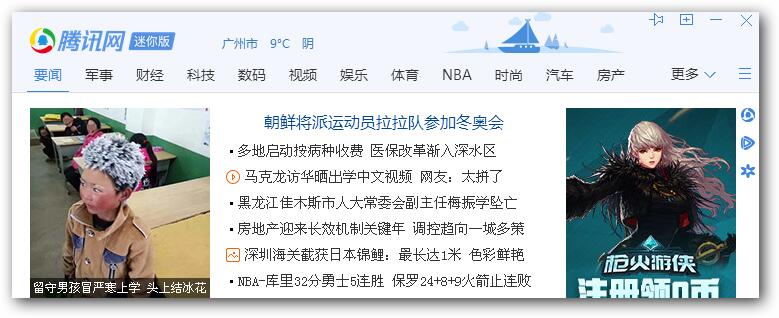 腾讯网 迷你版 广州市 9°C 阴
要闻 军事 财经 科技 数码 视频 娱乐 体育 NBA 时尚 汽车 房产 更多
朝鲜将派运动员拉拉队参加冬奥会
多地启动按病种收费 医保改革渐入深水区
马克龙访华晒出学中文视频 网友：太拼了
黑龙江佳木斯市人大常委会副主任梅振学坠亡
房地产迎来长效机制关键年 调控趋向一城多策
深圳海关截获日本锦鲤：最长达1米 色彩鲜艳
NBA-库里32分勇士5连胜 保罗24+8+9火箭止连败
留守男孩冒严寒上学 头上结冰花
枪火游侠